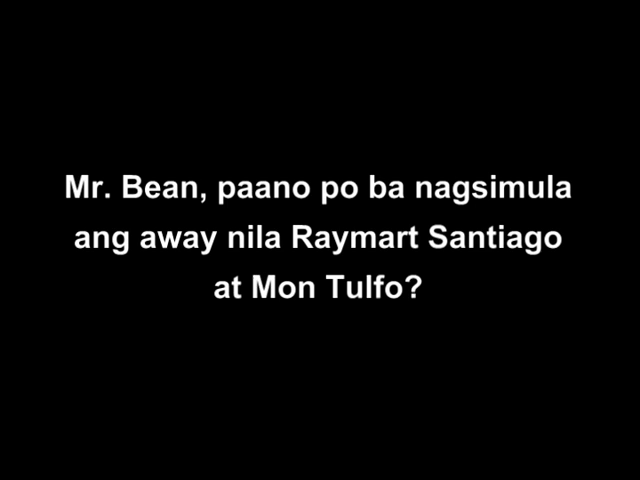 Mr. Bean, paano po ba nagsimula
ang away nila Raymart Santiago
at Mon Tulfo?